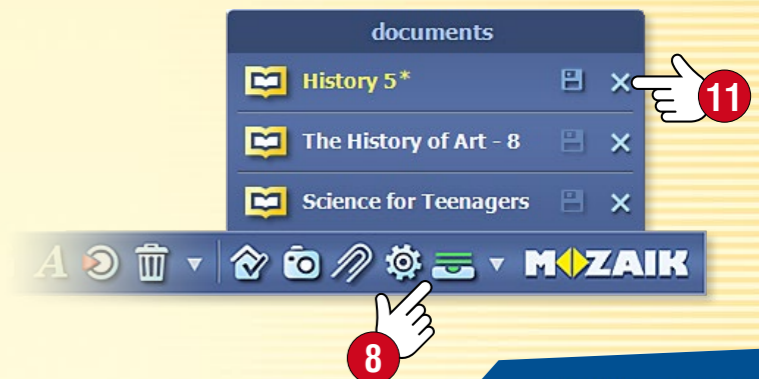 documents
History 5*
The History of Art - 8
Science for Teenagers
A
MOZAIK
11
8